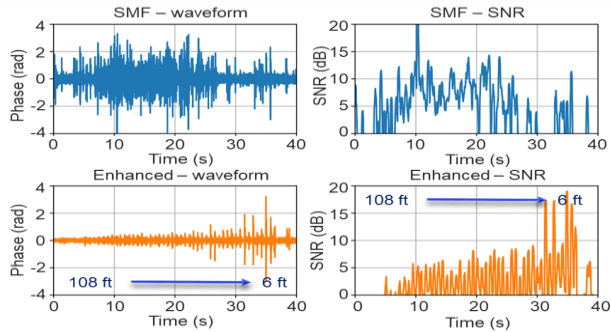 SMF – waveform
4
2
0
-2
-4
Phase (rad)
0 10 20 30 40
Time (s)
SMF – SNR
20
15
10
5
0
SNR (dB)
0 10 20 30 40
Time (s)
Enhanced – waveform
4
2
0
-2
-4
Phase (rad)
108 ft 6 ft
0 10 20 30 40
Time (s)
Enhanced – SNR
20
15
10
5
0
SNR (dB)
108 ft 6 ft
0 10 20 30 40
Time (s)